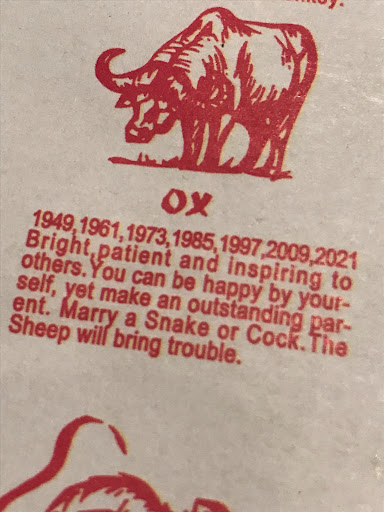 OX
1949,1961,1973,1985,1997,2009,2021
Bright, patient and inspiring to
others. You can be happy by your-
self, yet make an outstanding par-
ent. Marry a Snake or Cock. The
Sheep will bring trouble.